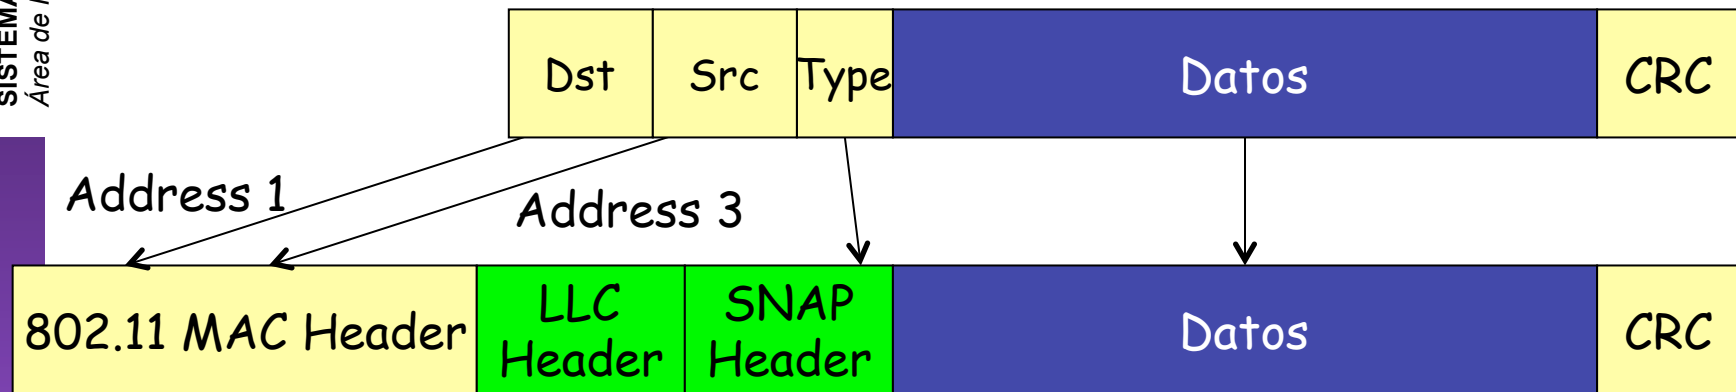 SISTEMA
Área de
Dst Src Type Datos CRC
Address 1
Address 3
802.11 MAC Header LLC Header SNAP Header Datos CRC